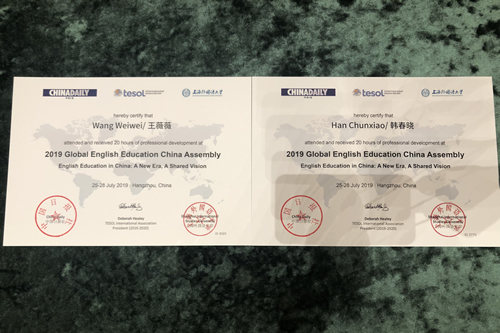 CHINADAILY
tesol
上海外国语大学
hereby certify that
Wang Weiwei/ 王薇薇
attended and received 20 hours of professional development at
2019 Global English Education China Assembly
English Education in China: A New Era, A Shared Vision
25-28 July 2019 · Hangzhou, China
Deborah Healey
TESOL International Association
President (2019-2020)
CHINADAILY
tesol
上海外国语大学
hereby certify that
Han Chunxiao/ 韩春晓
attended and received 20 hours of professional development at
2019 Global English Education China Assembly
English Education in China: A New Era, A Shared Vision
25-28 July 2019 · Hangzhou, China
Deborah Healey
TESOL International Association
President (2019-2020)